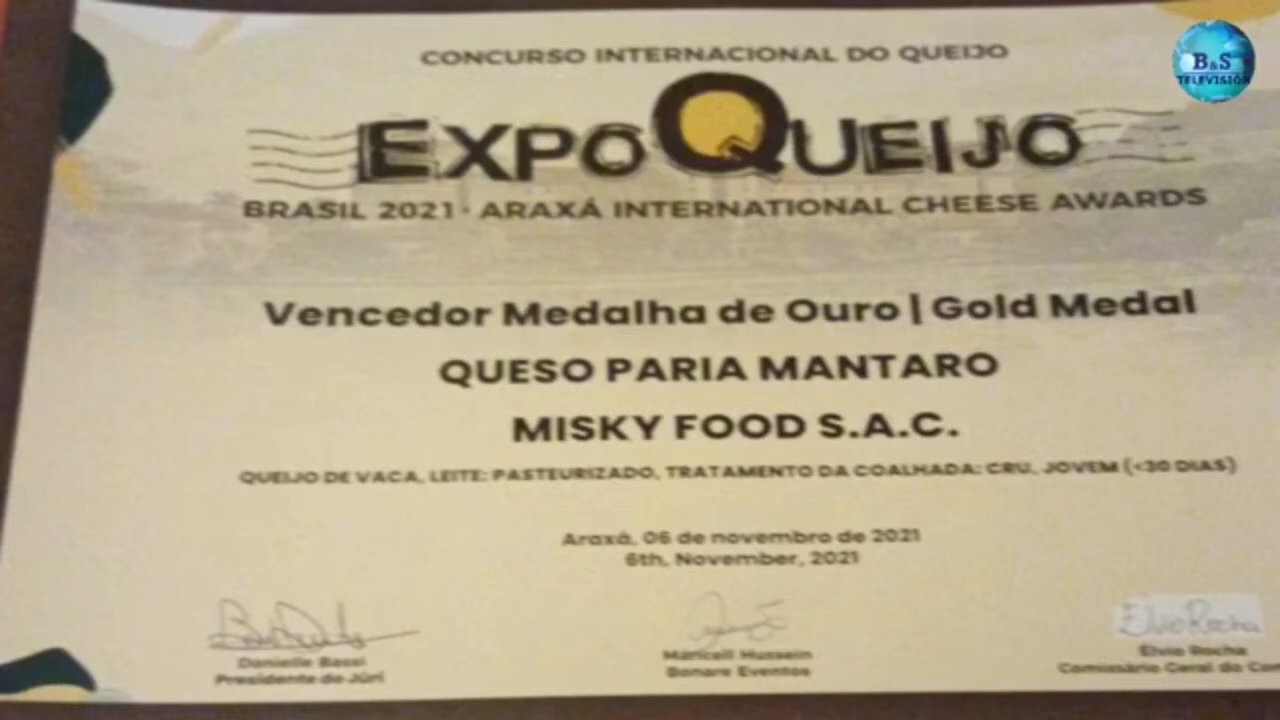 CONCURSO INTERNACIONAL DO QUEIJO
EXPOQUEIJO
BRASIL 2021 · ARAXÁ INTERNATIONAL CHEESE AWARDS
Vencedor Medalha de Ouro | Gold Medal
QUESO PARIA MANTARO
MISKY FOOD S.A.C.
QUEIJO DE VACA, LEITE: PASTEURIZADO, TRATAMENTO DA COALHADA: CRU, JOVEM (<30 DIAS)
Araxá, 06 de novembro de 2021
6th, November, 2021
Elvio Rocha
Danielle Bassi
Presidente do Júri
Maricell Hussein
Bonare Eventos
Elvio Rocha
Comissário Geral do
B&S
TELEVISIÓN